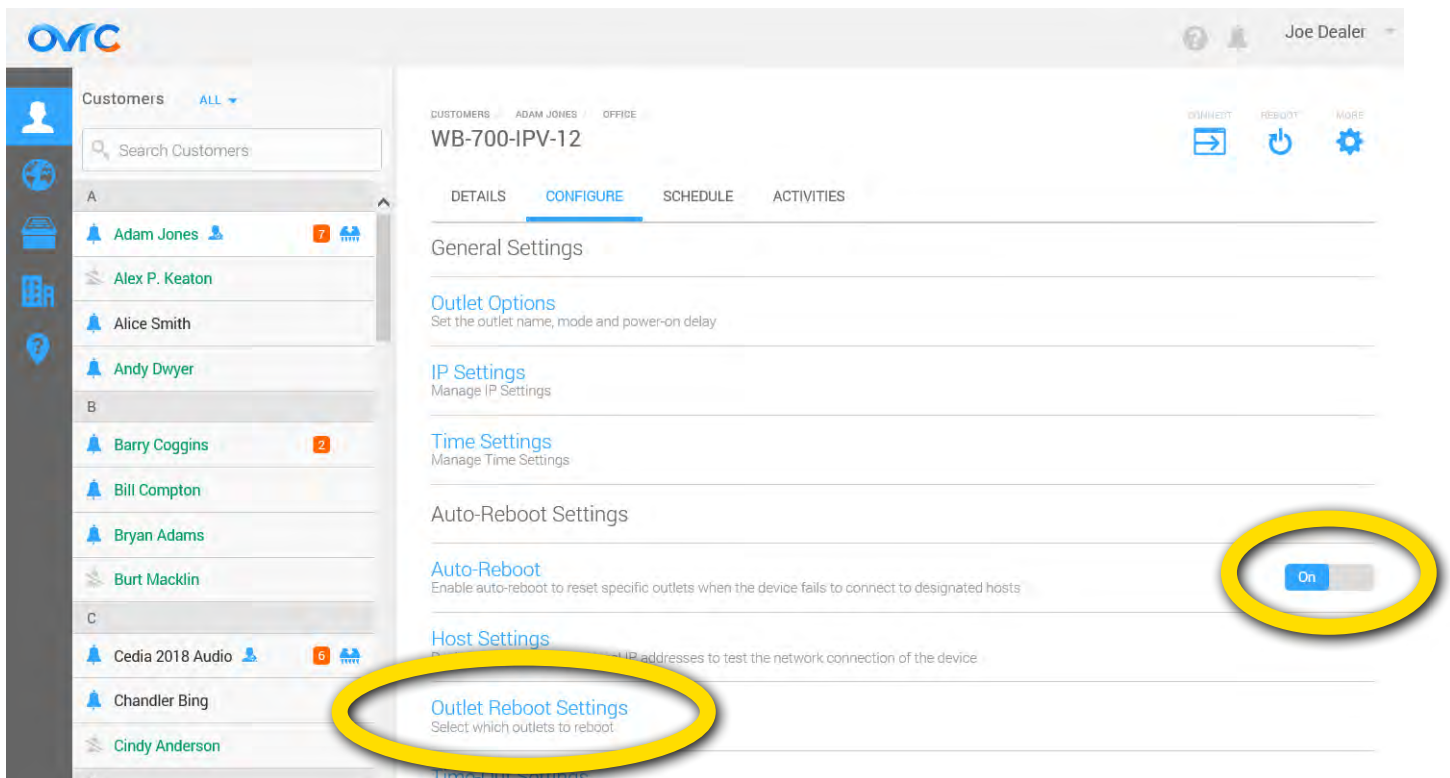 ovrc
Joe Dealer
Customers ALL
Search Customers
A
Adam Jones 7
Alex P. Keaton
Alice Smith
Andy Dwyer
B
Barry Coggins 2
Bill Compton
Bryan Adams
Burt Macklin
C
Cedia 2018 Audio 6
Chandler Bing
Cindy Anderson
CUSTOMERS / ADAM JONES / OFFICE
WB-700-IPV-12
CONNECT REBOOT MORE
DETAILS CONFIGURE SCHEDULE ACTIVITIES
General Settings
Outlet Options
Set the outlet name, mode and power-on delay
IP Settings
Manage IP Settings
Time Settings
Manage Time Settings
Auto-Reboot Settings
Auto-Reboot
Enable auto-reboot to reset specific outlets when the device fails to connect to designated hosts
On
Host Settings
IP addresses to test the network connection of the device
Outlet Reboot Settings
Select which outlets to reboot
Time-Out Settings